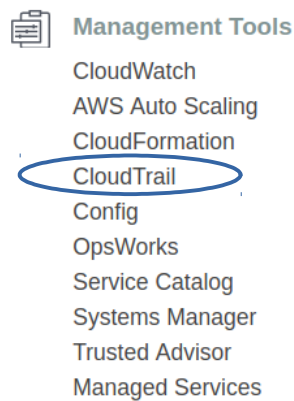 Management Tools
CloudWatch
AWS Auto Scaling
CloudFormation
CloudTrail
Config
OpsWorks
Service Catalog
Systems Manager
Trusted Advisor
Managed Services